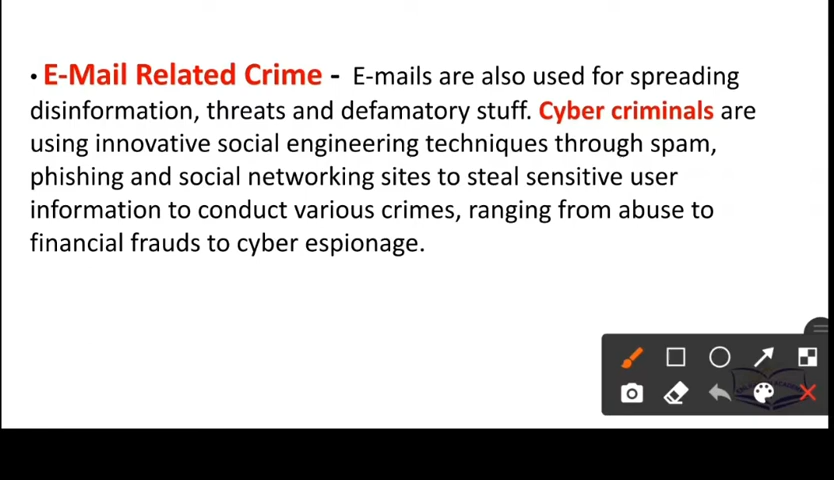 • E-Mail Related Crime - E-mails are also used for spreading
disinformation, threats and defamatory stuff. Cyber criminals are
using innovative social engineering techniques through spam,
phishing and social networking sites to steal sensitive user
information to conduct various crimes, ranging from abuse to
financial frauds to cyber espionage.